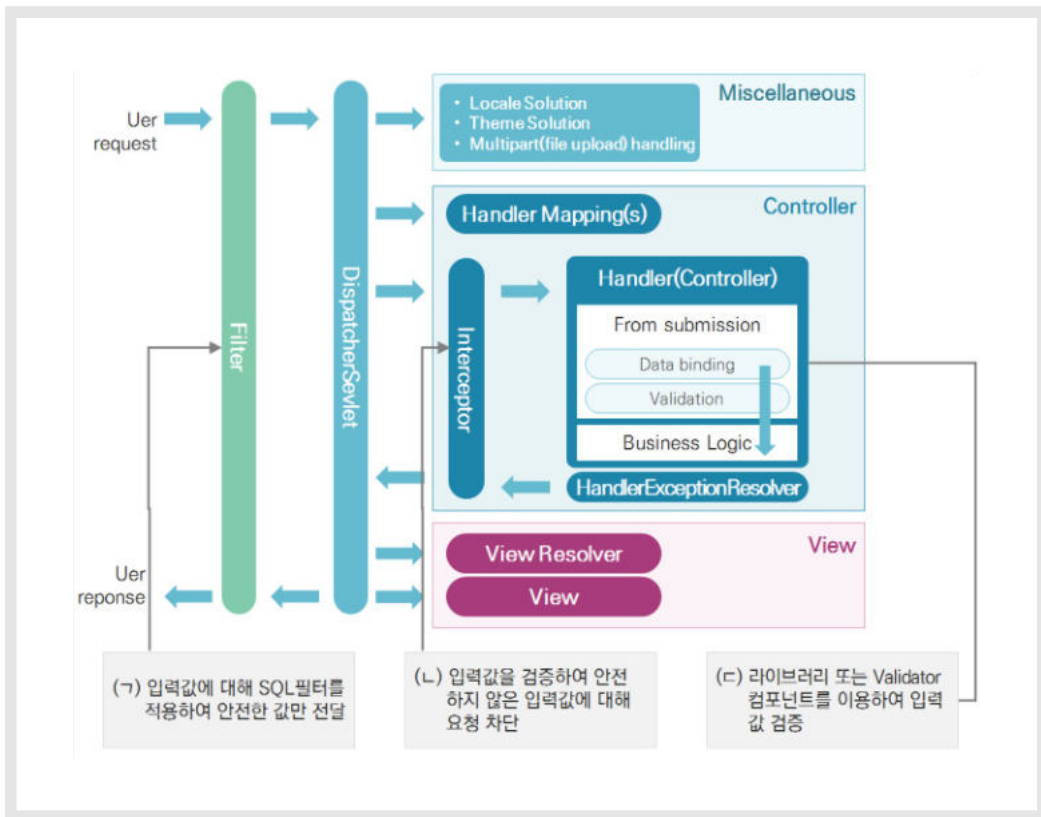 Miscellaneous
• Locale Solution
• Theme Solution
• Multipart(file upload) handling
Uer
request
Controller
Handler Mapping(s)
Filter
DispatcherSevlet
Interceptor
Handler(Controller)
From submission
Data binding
Validation
Business Logic
HandlerExceptionResolver
View
View Resolver
View
Uer
reponse
(ㄱ) 입력값에 대해 SQL필터를
적용하여 안전한 값만 전달
(ㄴ) 입력값을 검증하여 안전
하지 않은 입력값에 대해
요청 차단
(ㄷ) 라이브러리 또는 Validator
컴포넌트를 이용하여 입력
값 검증